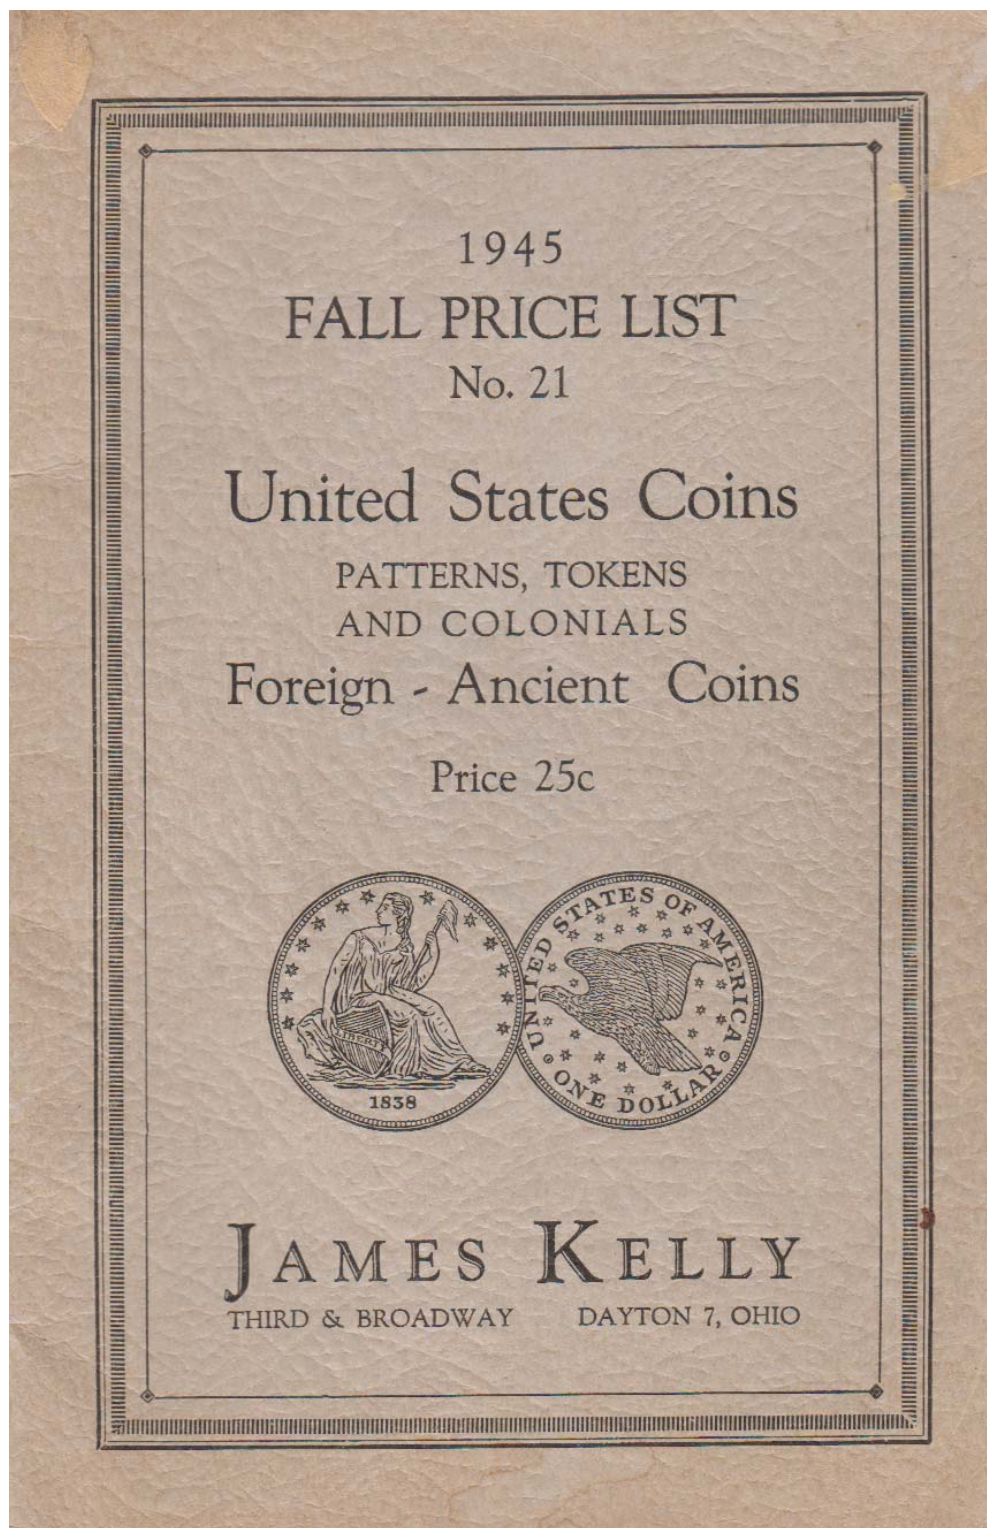 1945
FALL PRICE LIST
No. 21
United States Coins
PATTERNS, TOKENS
AND COLONIALS
Foreign - Ancient Coins
Price 25c
LIBERTY
1838
UNITED STATES OF AMERICA
ONE DOLLAR
JAMES KELLY
THIRD & BROADWAY DAYTON 7, OHIO